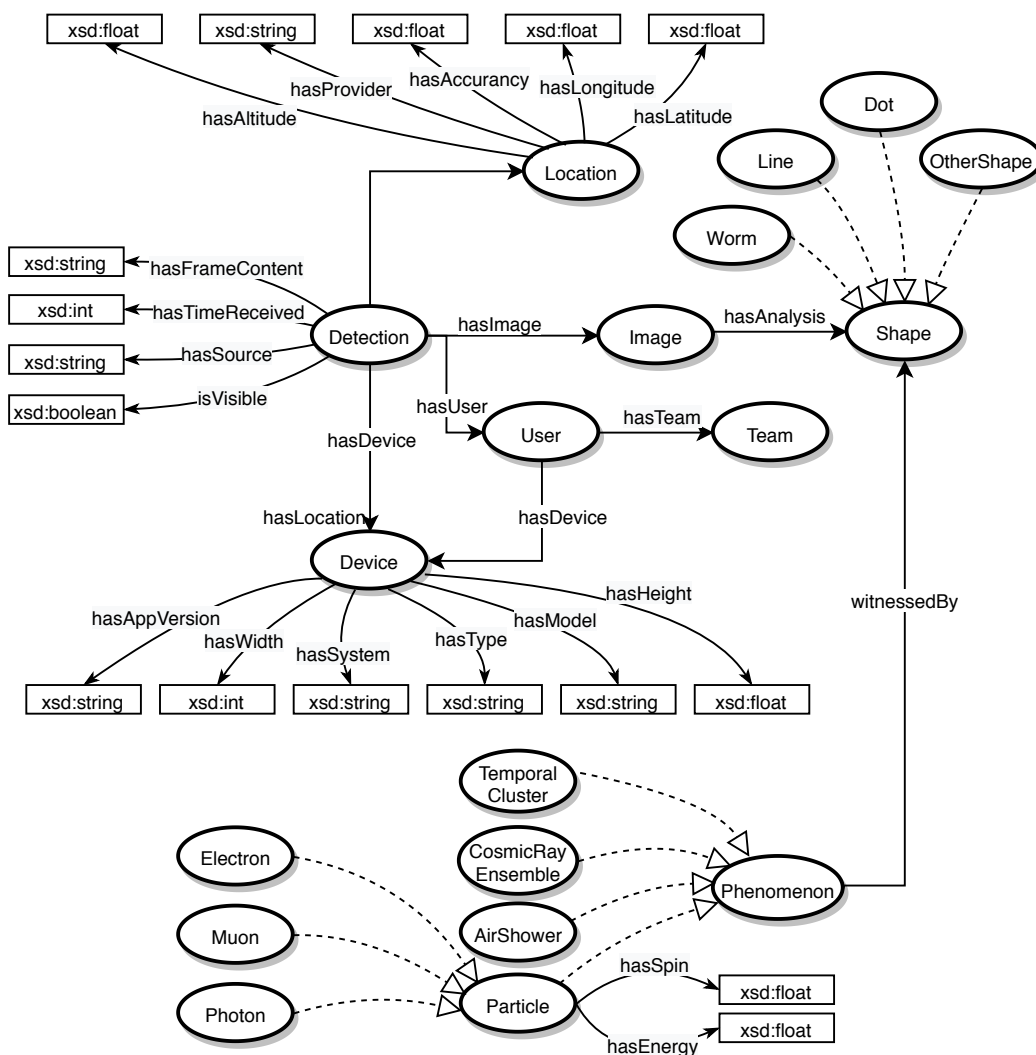 xsd:float
xsd:string
xsd:float
xsd:float
xsd:float
hasProvider
hasAccurancy
hasLongitude
hasAltitude
hasLatitude
Location
Dot
Line
OtherShape
Worm
xsd:string
hasFrameContent
xsd:int
hasTimeReceived
xsd:string
hasSource
xsd:boolean
isVisible
Detection
hasImage
Image
hasAnalysis
Shape
hasUser
User
hasTeam
Team
hasDevice
hasLocation
hasDevice
Device
hasAppVersion
hasWidth
hasSystem
hasType
hasModel
hasHeight
witnessedBy
xsd:string
xsd:int
xsd:string
xsd:string
xsd:string
xsd:float
Temporal
Cluster
Electron
CosmicRay
Ensemble
Phenomenon
Muon
AirShower
Photon
Particle
hasSpin
xsd:float
hasEnergy
xsd:float